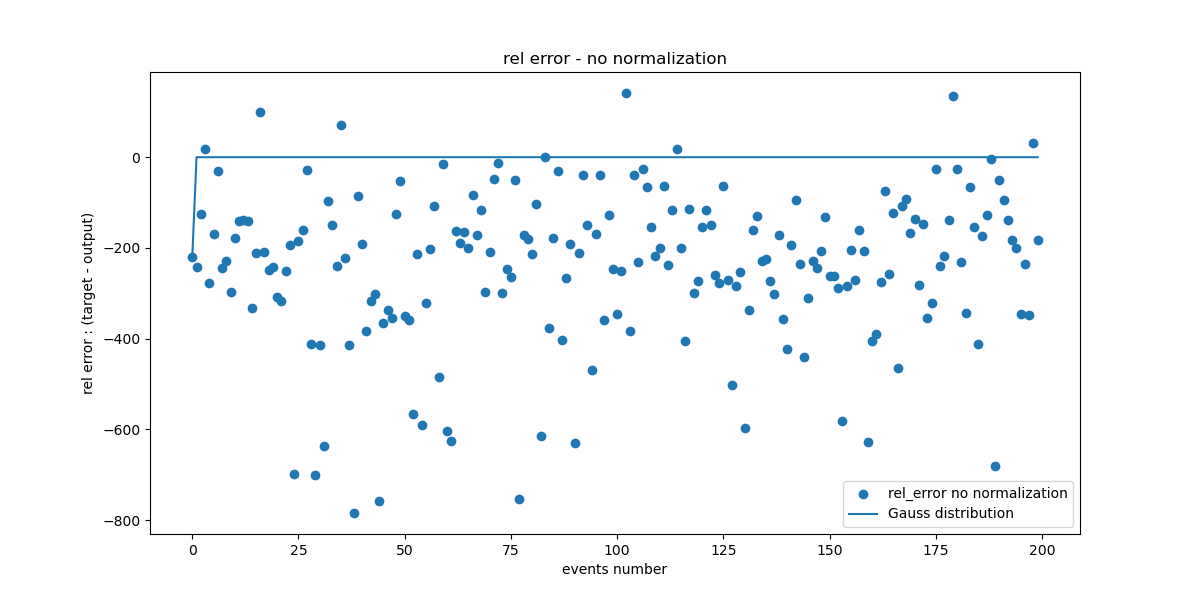 rel error - no normalization
rel error : (target - output)
0
−200
−400
−600
−800
0
25
50
75
100
125
150
175
200
events number
rel_error no normalization
Gauss distribution